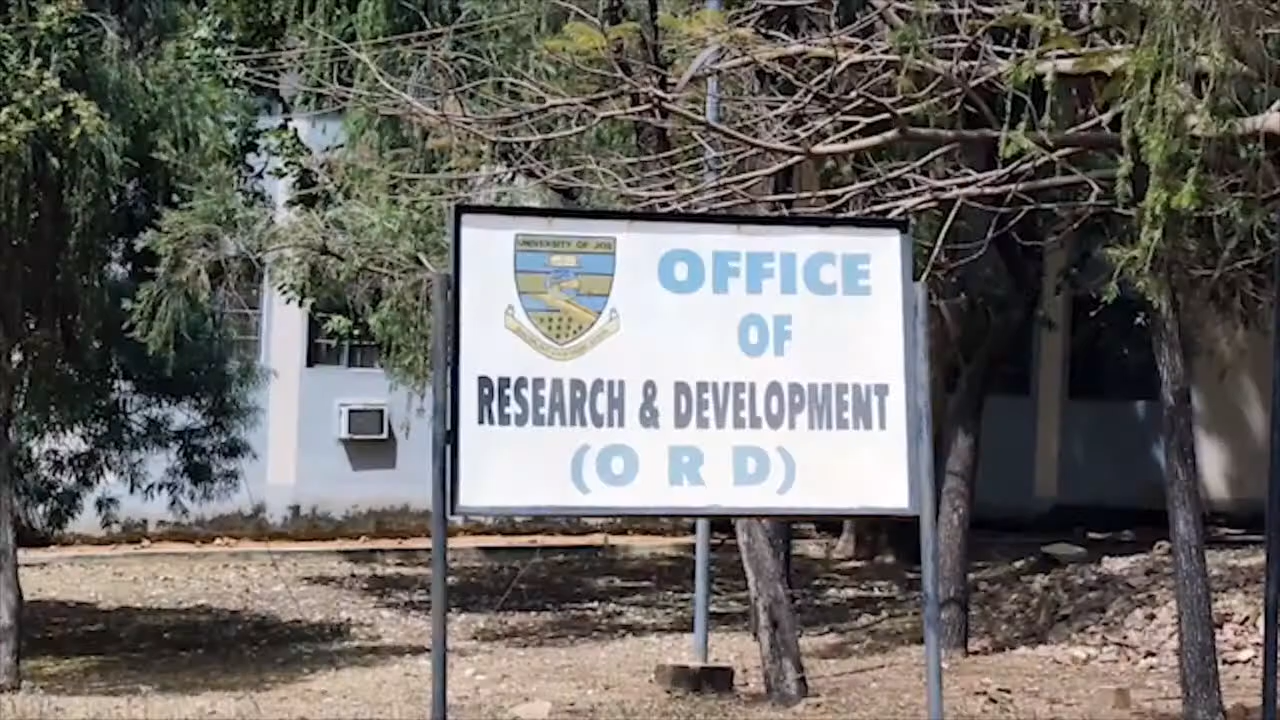 UNIVERSITY OF JOS
OFFICE
OF
RESEARCH & DEVELOPMENT
(O R D)